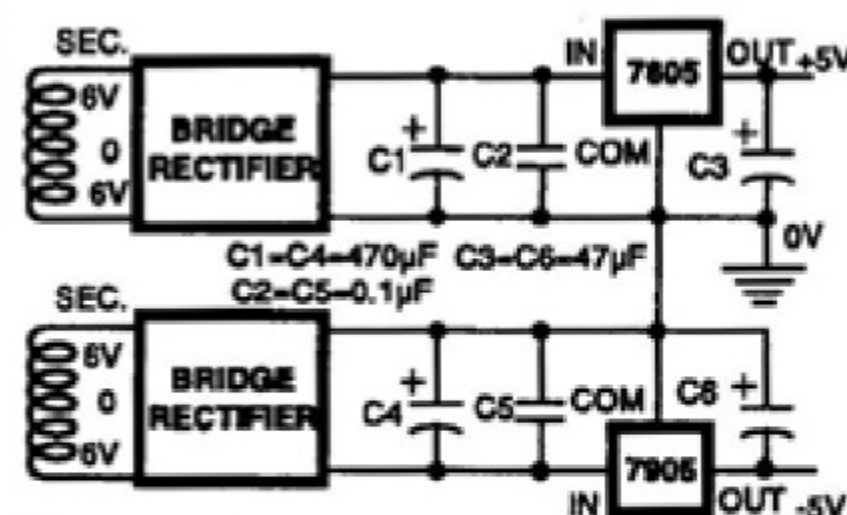 SEC.
6V
0
6V
BRIDGE
RECTIFIER
C1
+
C2
COM
IN
7805
OUT
+5V
+
C3
0V
C1=C4=470µF C3=C6=47µF
C2=C5=0.1µF
SEC.
6V
0
6V
BRIDGE
RECTIFIER
C4
+
C5
COM
C6
+
IN
7905
OUT
-5V